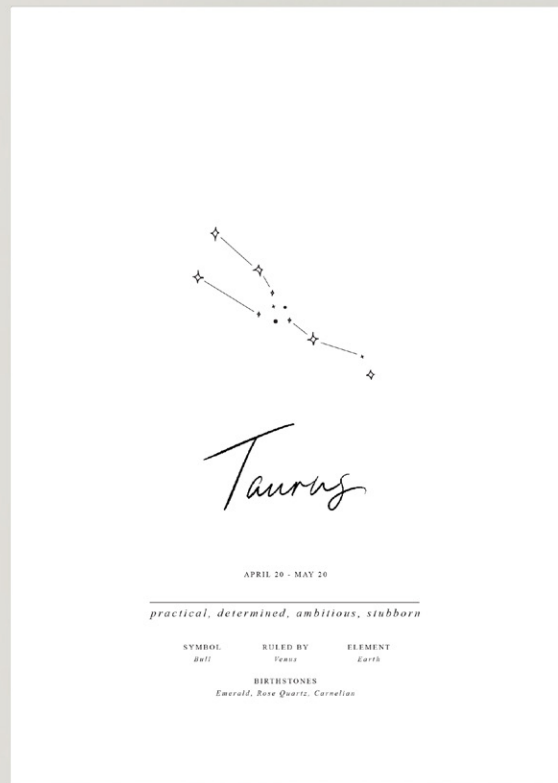 Taurus
APRIL 20 - MAY 20
practical, determined, ambitious, stubborn
SYMBOL RULED BY ELEMENT
Bull Venus Earth
BIRTHSTONES
Emerald, Rose Quartz, Carnelian